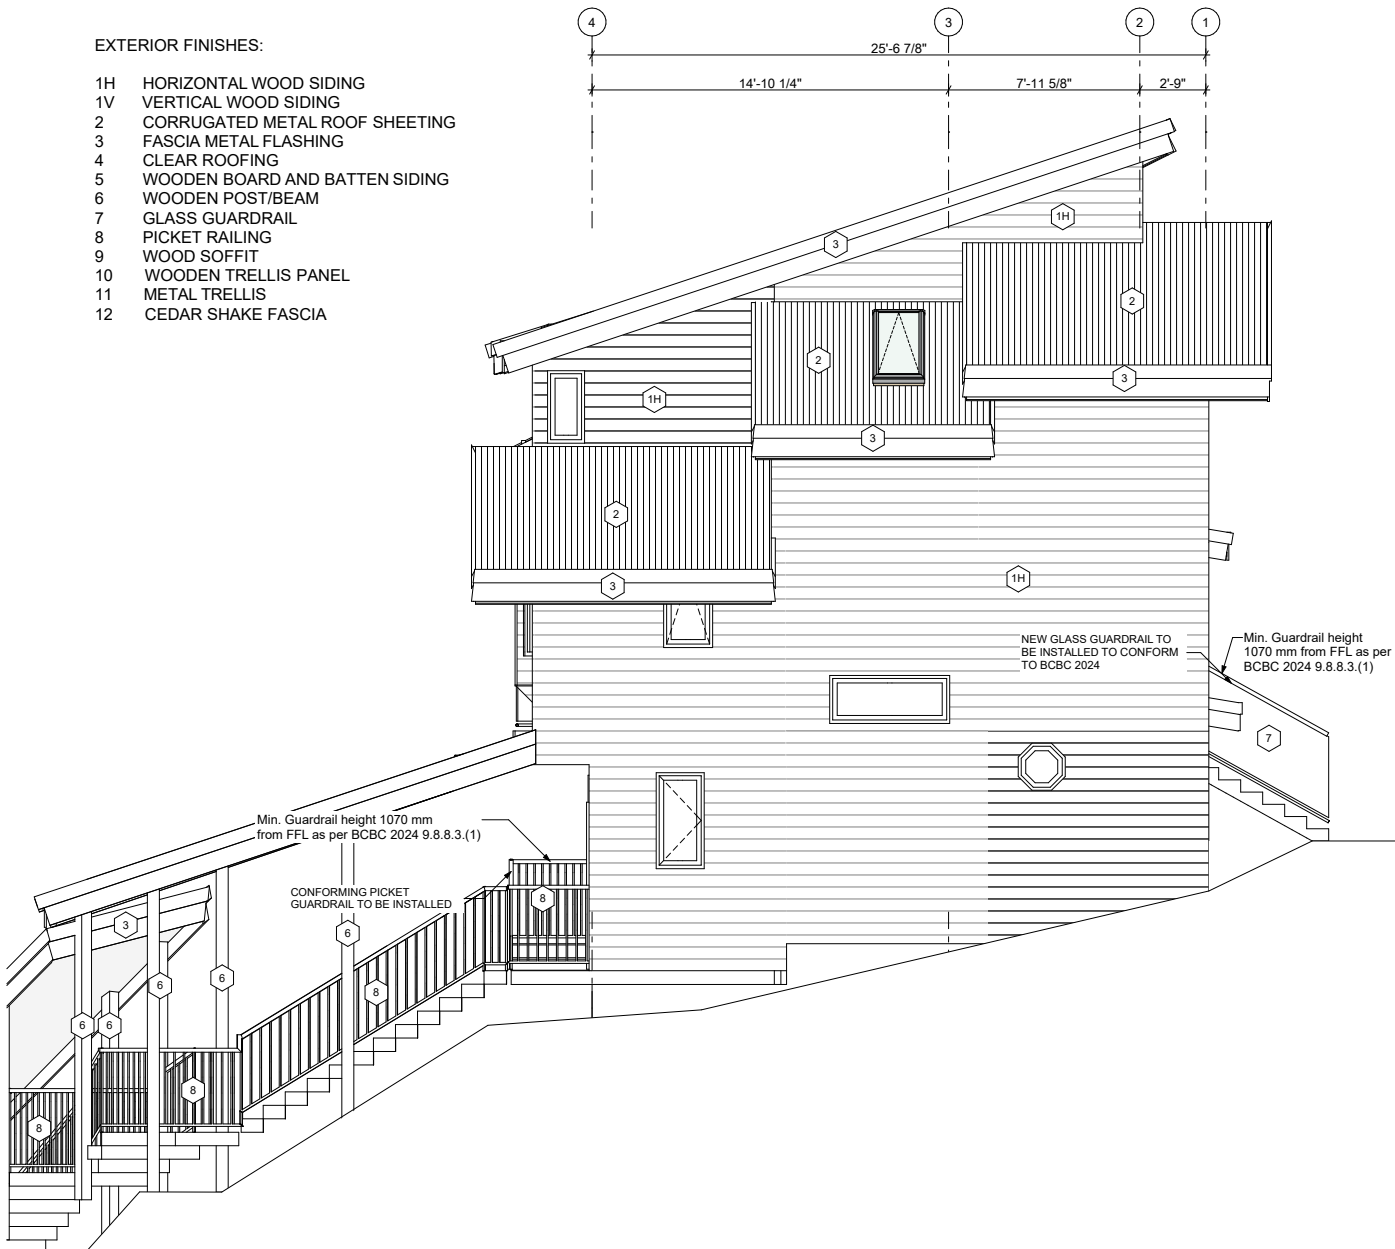 4
3
2
1
25'-6 7/8"
14'-10 1/4"
7'-11 5/8"
2'-9"
EXTERIOR FINISHES:
1H HORIZONTAL WOOD SIDING
1V VERTICAL WOOD SIDING
2 CORRUGATED METAL ROOF SHEETING
3 FASCIA METAL FLASHING
4 CLEAR ROOFING
5 WOODEN BOARD AND BATTEN SIDING
6 WOODEN POST/BEAM
7 GLASS GUARDRAIL
8 PICKET RAILING
9 WOOD SOFFIT
10 WOODEN TRELLIS PANEL
11 METAL TRELLIS
12 CEDAR SHAKE FASCIA
1H
3
2
2
3
1H
3
2
1H
3
NEW GLASS GUARDRAIL TO
BE INSTALLED TO CONFORM
TO BCBC 2024
Min. Guardrail height
1070 mm from FFL as per
BCBC 2024 9.8.8.3.(1)
7
Min. Guardrail height 1070 mm
from FFL as per BCBC 2024 9.8.8.3.(1)
CONFORMING PICKET
GUARDRAIL TO BE INSTALLED
8
3
6
6
6
8
6
6
8
8